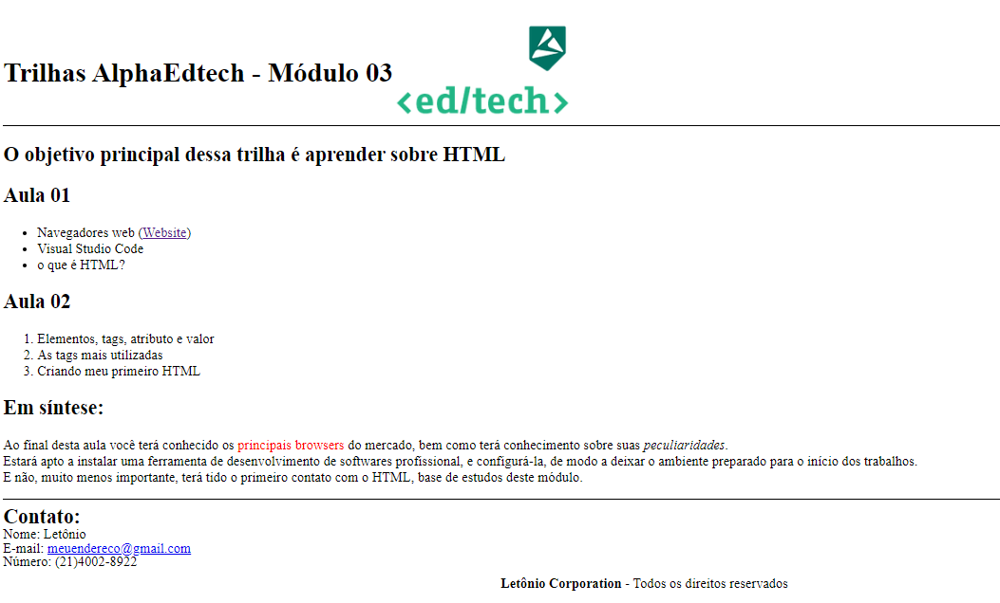 Trilhas AlphaEdtech - Módulo 03
<ed/tech>
O objetivo principal dessa trilha é aprender sobre HTML
Aula 01
• Navegadores web (Website)
• Visual Studio Code
• o que é HTML?
Aula 02
1. Elementos, tags, atributo e valor
2. As tags mais utilizadas
3. Criando meu primeiro HTML
Em síntese:
Ao final desta aula você terá conhecido os principais browsers do mercado, bem como terá conhecimento sobre suas peculiaridades.
Estará apto a instalar uma ferramenta de desenvolvimento de softwares profissional, e configurá-la, de modo a deixar o ambiente preparado para o início dos trabalhos.
E não, muito menos importante, terá tido o primeiro contato com o HTML, base de estudos deste módulo.
Contato:
Nome: Letônio
E-mail: meuendereco@gmail.com
Número: (21)4002-8922
Letônio Corporation - Todos os direitos reservados